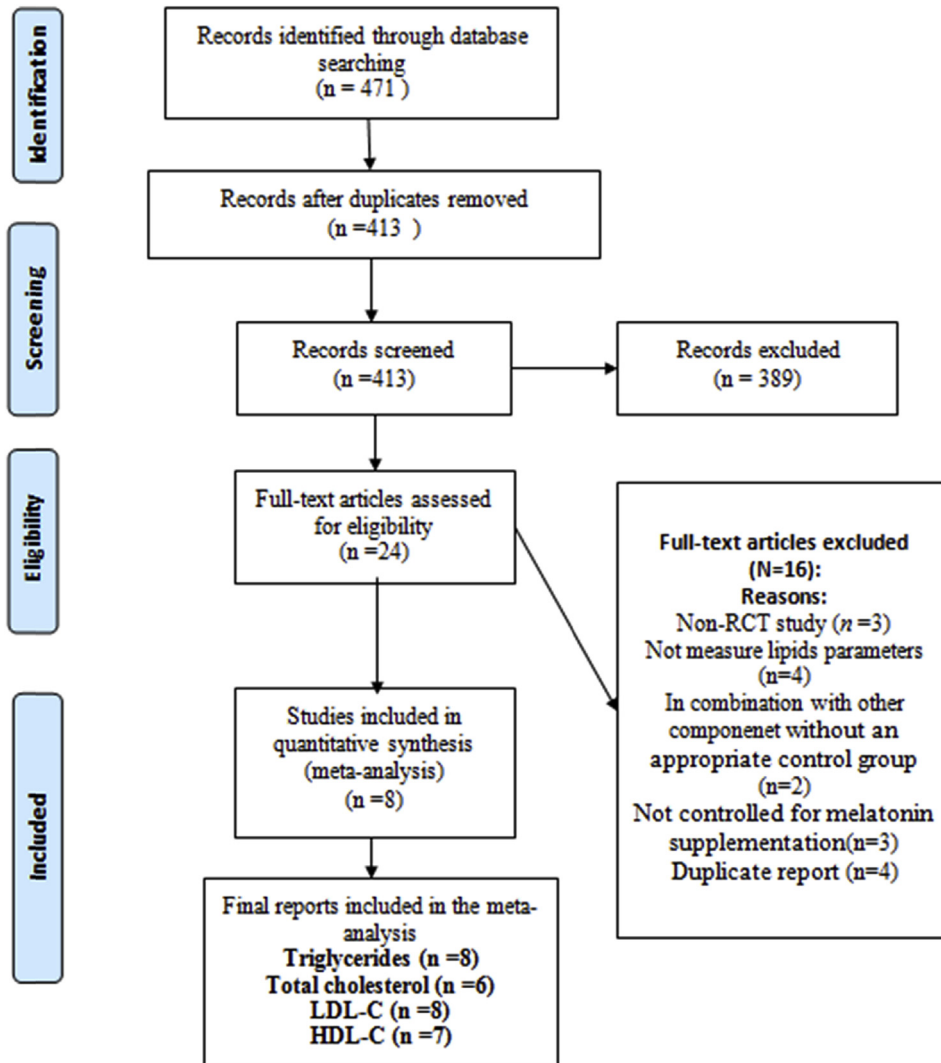 Identification
Records identified through database
searching
(n = 471 )
Records after duplicates removed
(n =413 )
Screening
Records screened
(n =413)
Records excluded
(n = 389)
Eligibility
Full-text articles assessed
for eligibility
(n =24)
Full-text articles excluded
(N=16):
Reasons:
Non-RCT study (n =3)
Not measure lipids parameters
(n=4)
In combination with other
componenet without an
appropriate control group
(n=2)
Not controlled for melatonin
supplementation(n=3)
Duplicate report (n=4)
Included
Studies included in
quantitative synthesis
(meta-analysis)
(n =8)
Final reports included in the meta-
analysis
Triglycerides (n =8)
Total cholesterol (n =6)
LDL-C (n =8)
HDL-C (n =7)